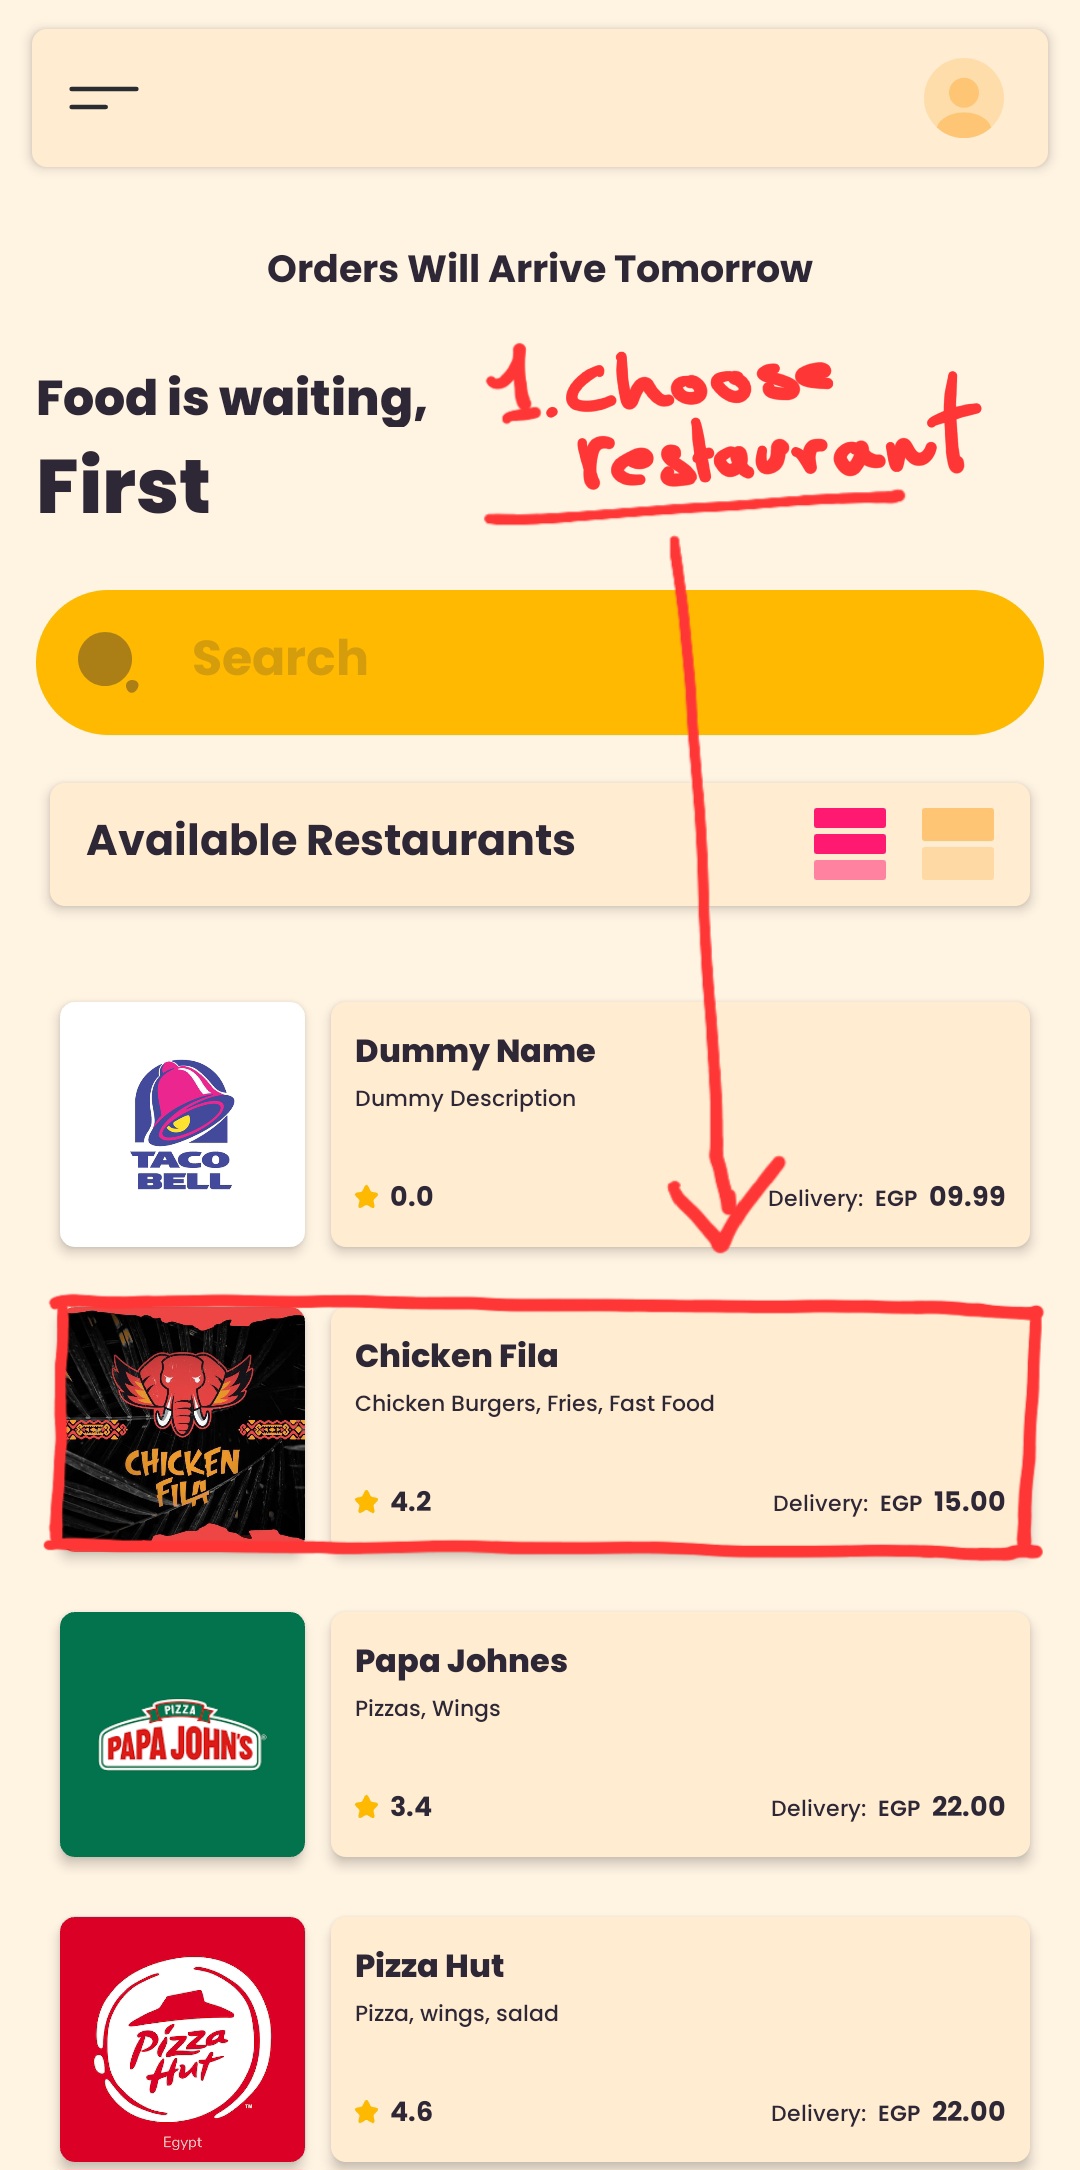 Orders Will Arrive Tomorrow
Food is waiting,
First
1. Choose
restaurant
Search
Available Restaurants
TACO
BELL
Dummy Name
Dummy Description
0.0 Delivery: EGP 09.99
CHICKEN
FILA
Chicken Fila
Chicken Burgers, Fries, Fast Food
4.2 Delivery: EGP 15.00
PIZZA
PAPA JOHN'S
Papa Johnes
Pizzas, Wings
3.4 Delivery: EGP 22.00
Pizza
Hut
Egypt
Pizza Hut
Pizza, wings, salad
4.6 Delivery: EGP 22.00